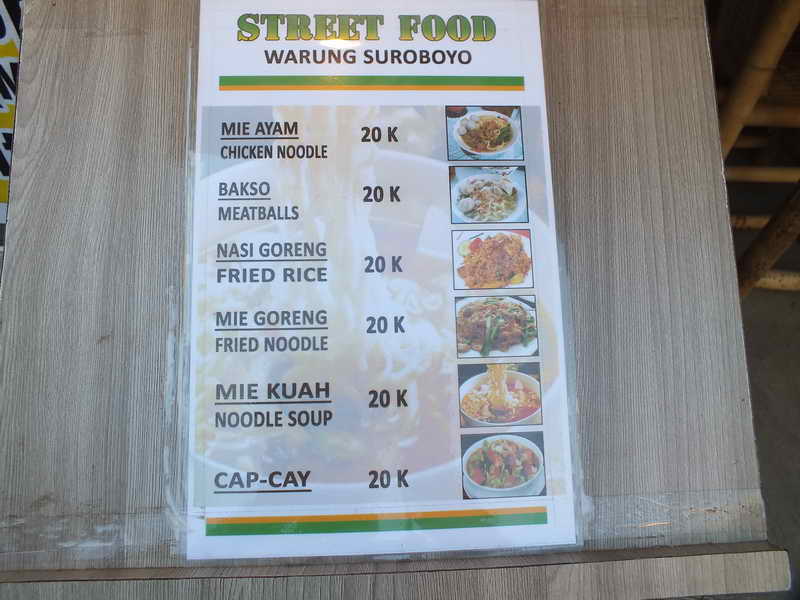 STREET FOOD
WARUNG SUROBOYO
MIE AYAM 20 K
CHICKEN NOODLE
BAKSO 20 K
MEATBALLS
NASI GORENG 20 K
FRIED RICE
MIE GORENG 20 K
FRIED NOODLE
MIE KUAH 20 K
NOODLE SOUP
CAP-CAY 20 K